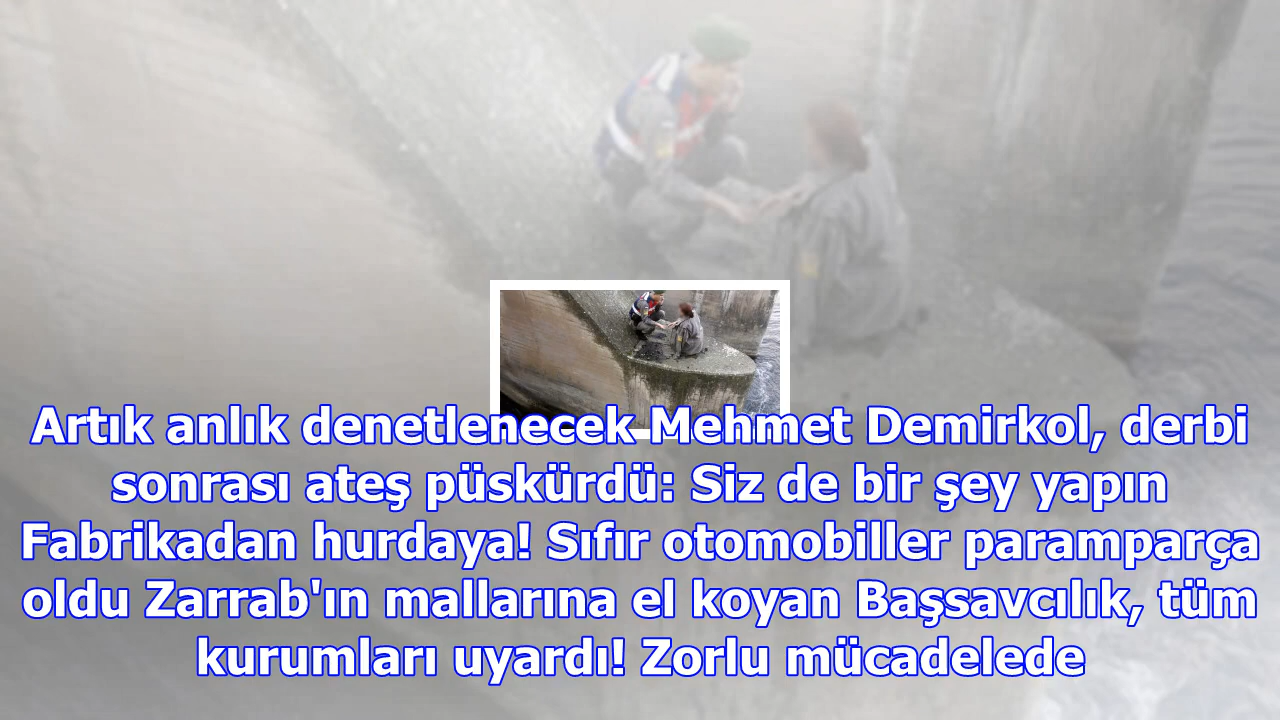 Artık anlık denetlenecek Mehmet Demirkol, derbi
sonrası ateş püskürdü: Siz de bir şey yapın
Fabrikadan hurdaya! Sıfır otomobiller paramparça
oldu Zarrab'ın mallarına el koyan Başsavcılık, tüm
kurumları uyardı! Zorlu mücadelede